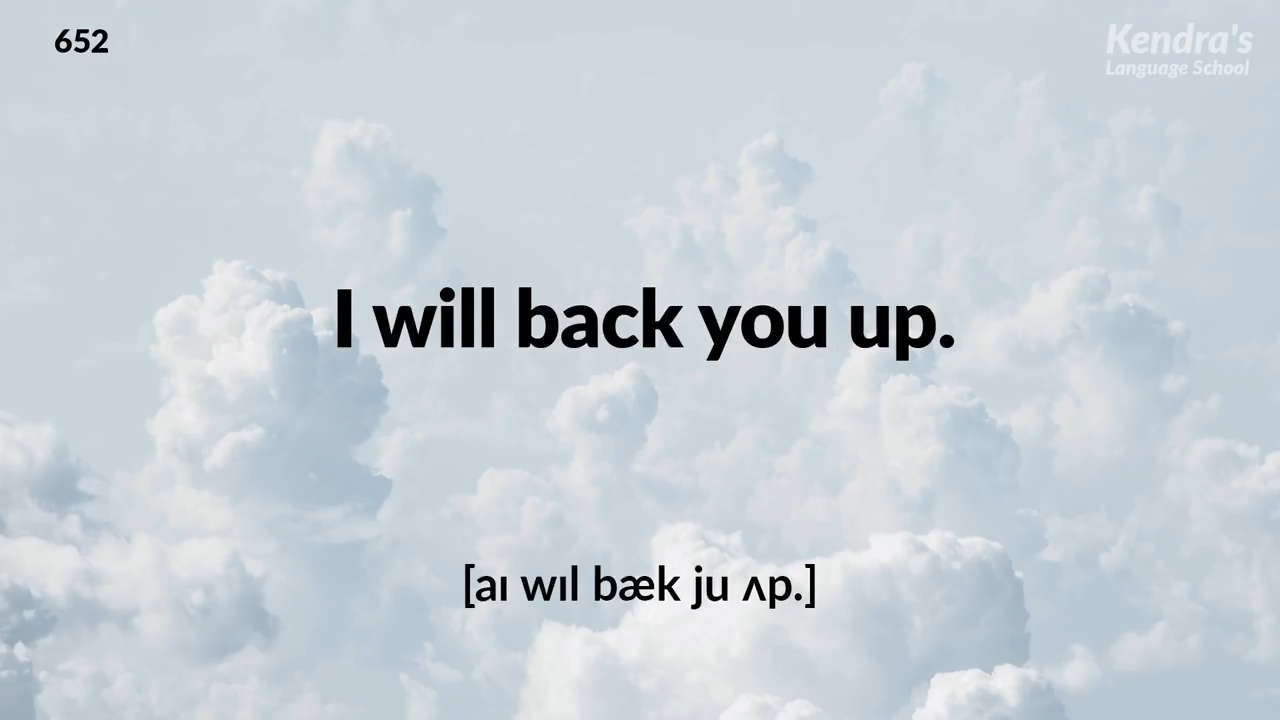 652
Kendra's
Language School
I will back you up.
[aɪ wɪl bæk ju ʌp.]